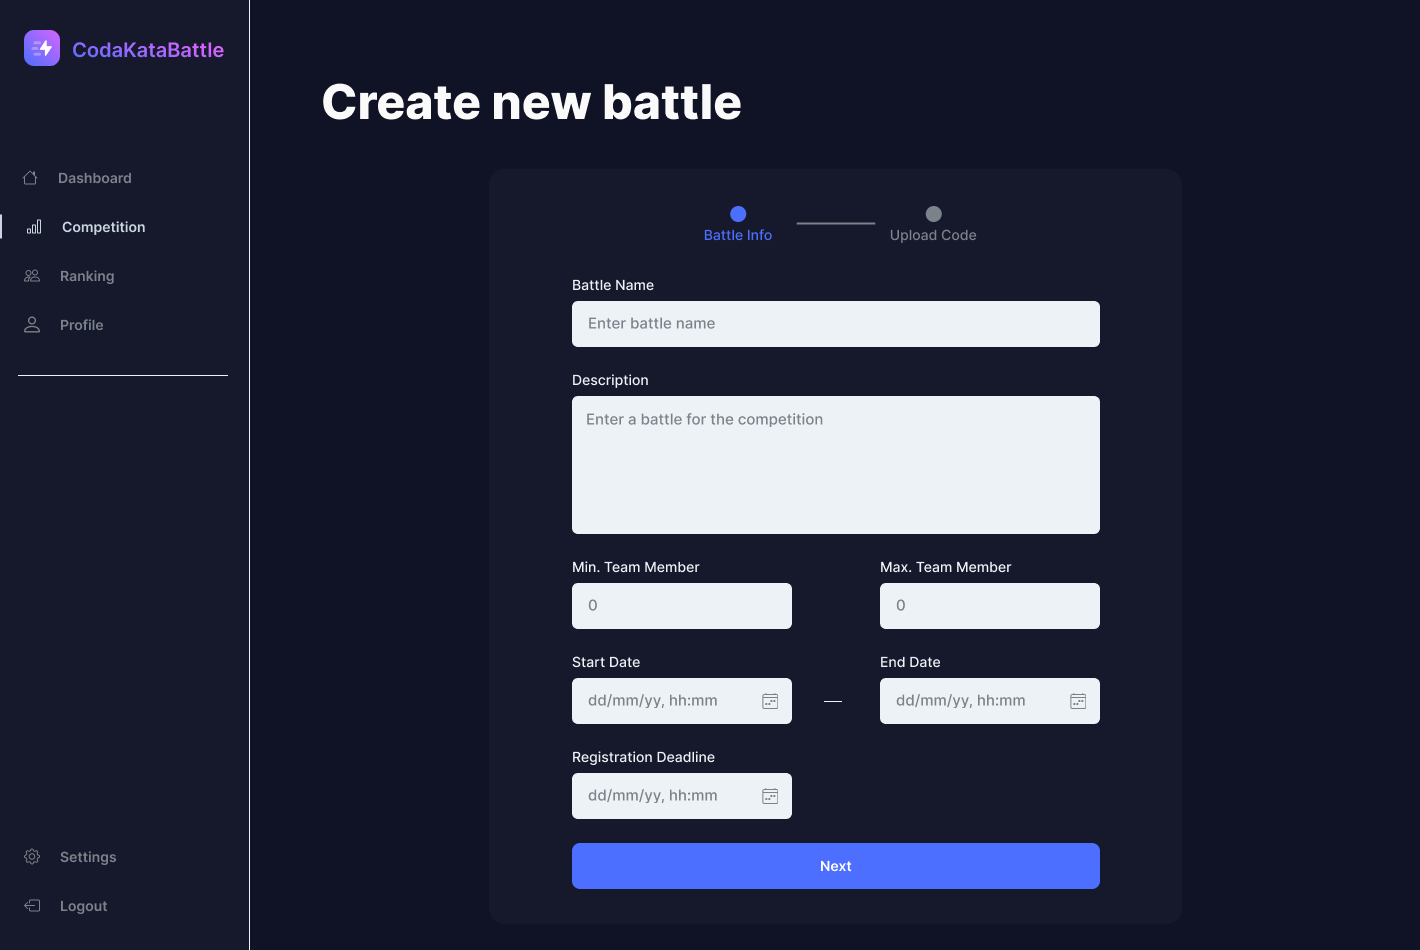 CodaKataBattle
Dashboard
Competition
Ranking
Profile
Settings
Logout
Create new battle
Battle Info
Upload Code
Battle Name
Enter battle name
Description
Enter a battle for the competition
Min. Team Member
Max. Team Member
0
0
Start Date
End Date
dd/mm/yy, hh:mm
—
dd/mm/yy, hh:mm
Registration Deadline
dd/mm/yy, hh:mm
Next